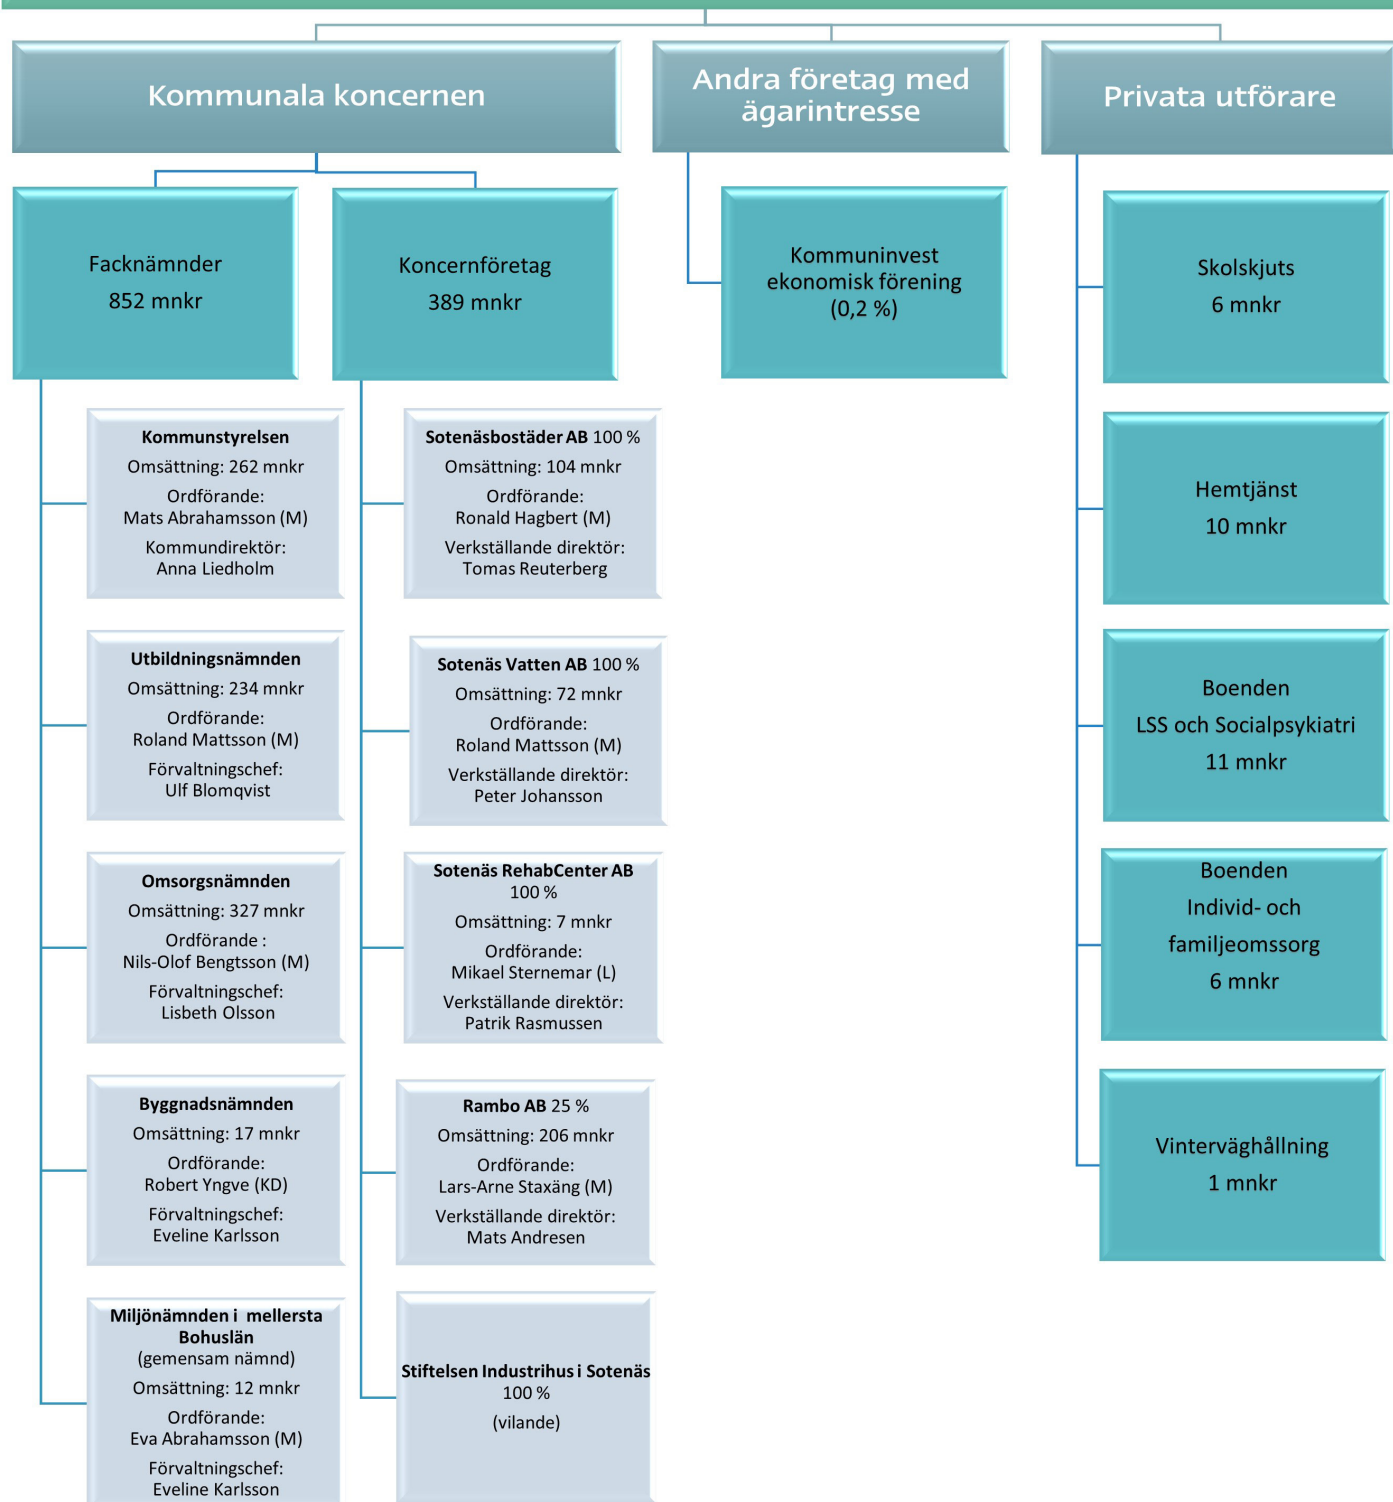 Kommunala koncernen
Andra företag med
ägarintresse
Privata utförare
Facknämnder
852 mnkr
Koncernföretag
389 mnkr
Kommuninvest
ekonomisk förening
(0,2 %)
Skolskjuts
6 mnkr
Hemtjänst
10 mnkr
Boenden
LSS och Socialpsykiatri
11 mnkr
Boenden
Individ- och
familjeomssorg
6 mnkr
Vinterväghållning
1 mnkr
Kommunstyrelsen
Omsättning: 262 mnkr
Ordförande:
Mats Abrahamsson (M)
Kommundirektör:
Anna Liedholm
Utbildningsnämnden
Omsättning: 234 mnkr
Ordförande:
Roland Mattsson (M)
Förvaltningschef:
Ulf Blomqvist
Omsorgsnämnden
Omsättning: 327 mnkr
Ordförande :
Nils-Olof Bengtsson (M)
Förvaltningschef:
Lisbeth Olsson
Byggnadsnämnden
Omsättning: 17 mnkr
Ordförande:
Robert Yngve (KD)
Förvaltningschef:
Eveline Karlsson
Miljönämnden i mellersta
Bohuslän
(gemensam nämnd)
Omsättning: 12 mnkr
Ordförande:
Eva Abrahamsson (M)
Förvaltningschef:
Eveline Karlsson
Sotenäsbostäder AB 100 %
Omsättning: 104 mnkr
Ordförande:
Ronald Hagbert (M)
Verkställande direktör:
Tomas Reuterberg
Sotenäs Vatten AB 100 %
Omsättning: 72 mnkr
Ordförande:
Roland Mattsson (M)
Verkställande direktör:
Peter Johansson
Sotenäs RehabCenter AB
100 %
Omsättning: 7 mnkr
Ordförande:
Mikael Sternemar (L)
Verkställande direktör:
Patrik Rasmussen
Rambo AB 25 %
Omsättning: 206 mnkr
Ordförande:
Lars-Arne Staxäng (M)
Verkställande direktör:
Mats Andresen
Stiftelsen Industrihus i Sotenäs
100 %
(vilande)